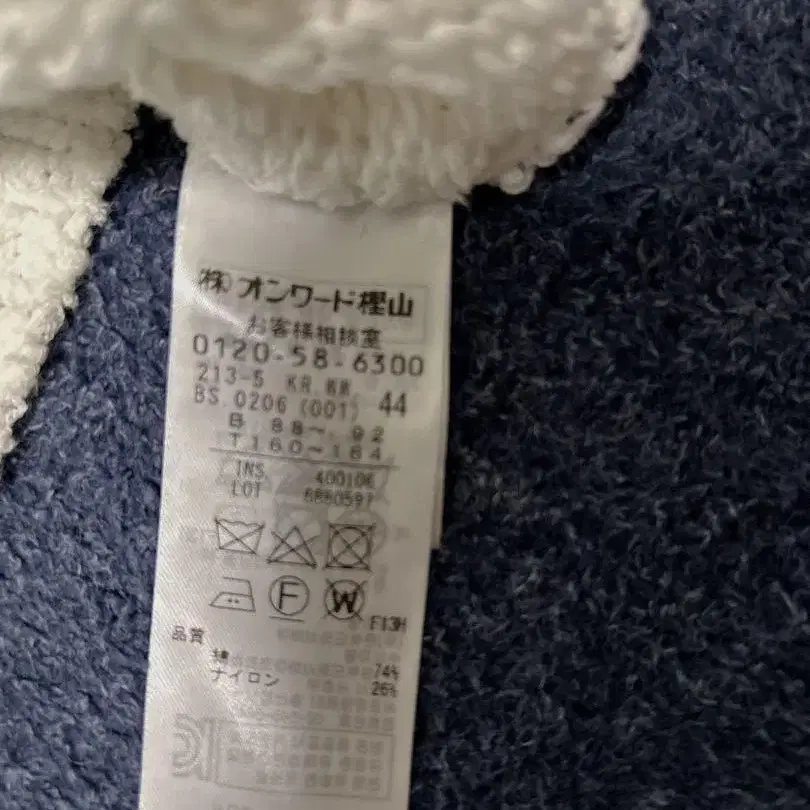 (株)オンワード樫山
お客様相談室
0120-58-6300
213-5 KR.WM
BS.0206 (001) 44
B 88～ 92
T160～164
INS 400106
LOT 6880597
F W
F13H
品質
綿 74%
ナイロン 26%